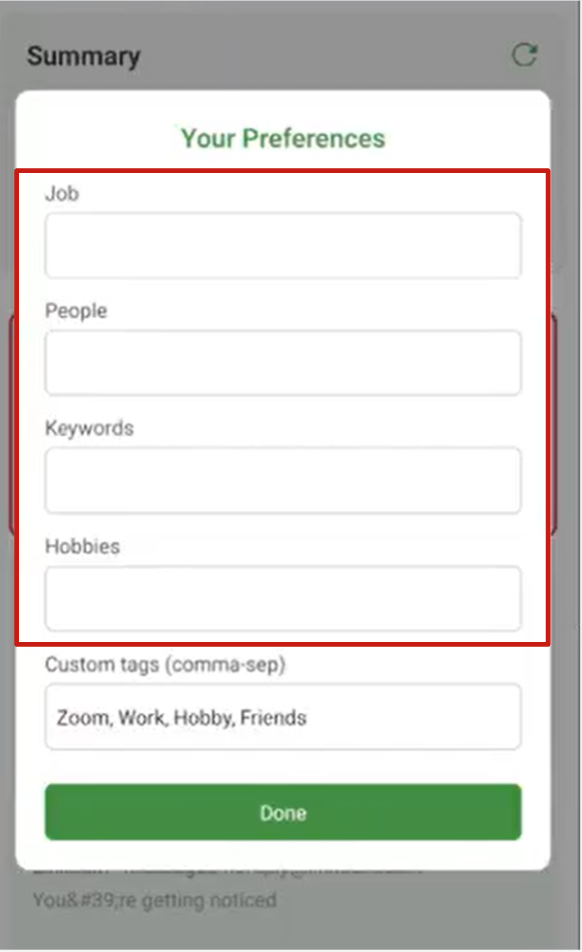 Summary
Your Preferences
Job
People
Keywords
Hobbies
Custom tags (comma-sep)
Zoom, Work, Hobby, Friends
Done
You&#39;re getting noticed